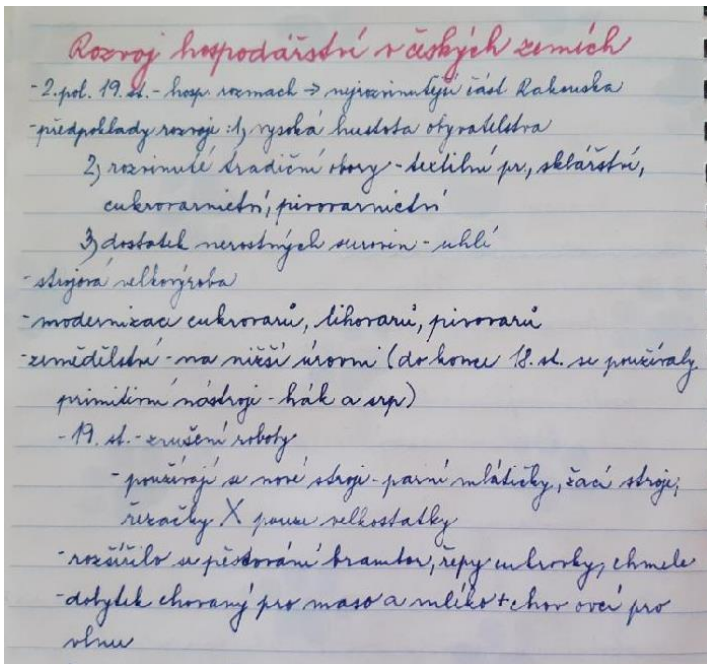 Rozvoj hospodářství v českých zemích
- 2. pol. 19. st. - hosp. rozmach → nejrozvinutější část Rakouska
- předpoklady rozvoje: 1) vysoká hustota obyvatelstva
2) rozvinuté tradiční obory - textilní pr., sklářství,
cukrovarnictví, pivovarnictví
3) dostatek nerostných surovin - uhlí
- strojová velkovýroba
- modernizace cukrovarů, lihovarů, pivovarů
- zemědělství - na nižší úrovni (do konce 18. st. se používaly
primitivní nástroje - hák a srp)
- 19. st. - zrušení roboty
- používají se nové stroje - parní mlátičky, žací stroje,
řezačky X pouze velkostatky
- rozšířilo se pěstování brambor, řepy cukrovky, chmele
- dobytek chovaný pro maso a mléko + chov ovcí pro
vlnu